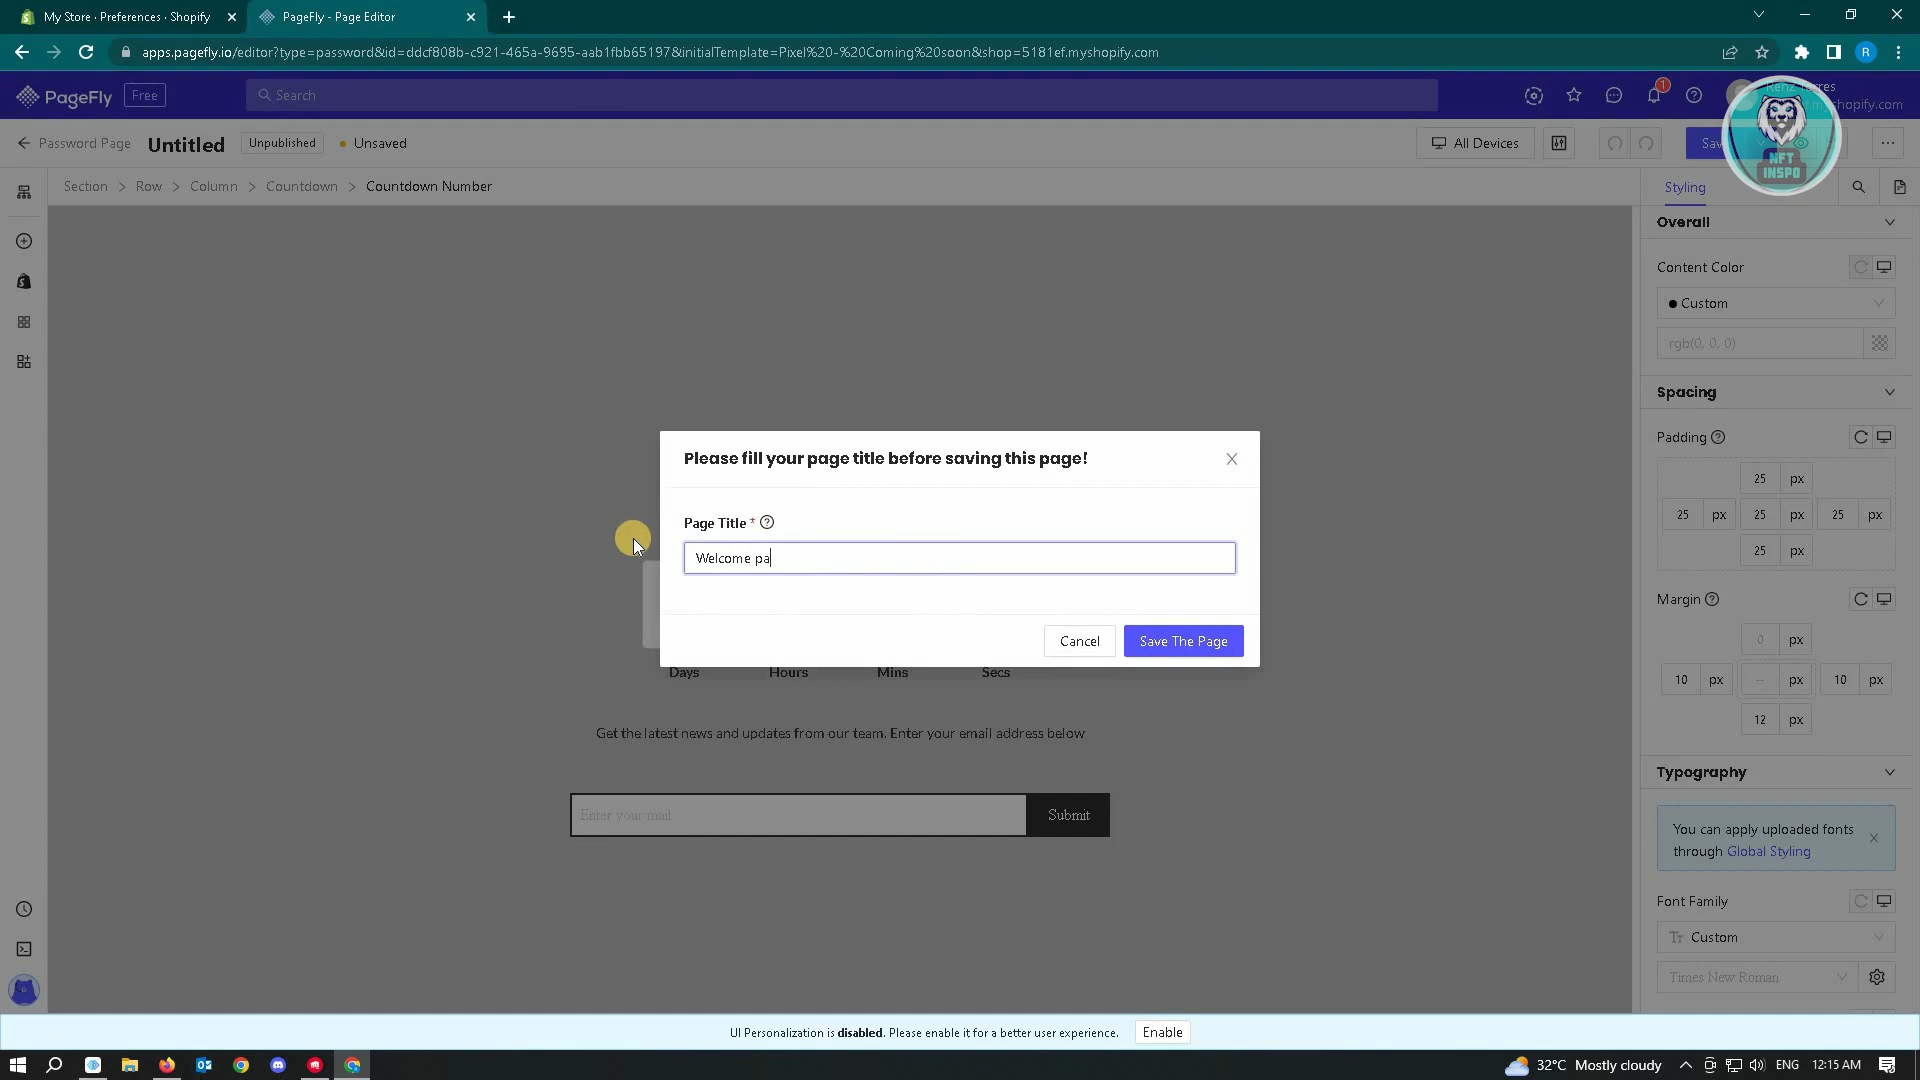 My Store · Preferences · Shopify
PageFly - Page Editor
apps.pagefly.io/editor?type=password&id=ddcf808b-c921-465a-9695-aab1fbb65197&initialTemplate=Pixel%20-%20Coming%20soon&shop=5181ef.myshopify.com
R
PageFly Free
Search
1
NFT
INSPO
Password Page Untitled Unpublished Unsaved
All Devices
Section > Row > Column > Countdown > Countdown Number
Styling
Overall
Content Color
Custom
rgb(0, 0, 0)
Spacing
Padding
25 px
25 px 25 px 25 px
25 px
Margin
0 px
10 px -- px 10 px
12 px
Typography
You can apply uploaded fonts
through Global Styling
Font Family
Tт Custom
Times New Roman
Please fill your page title before saving this page!
Page Title *
Welcome pa
Cancel Save The Page
Days Hours Mins Secs
Get the latest news and updates from our team. Enter your email address below
Enter your mail Submit
UI Personalization is disabled. Please enable it for a better user experience. Enable
32°C Mostly cloudy ENG 12:15 AM